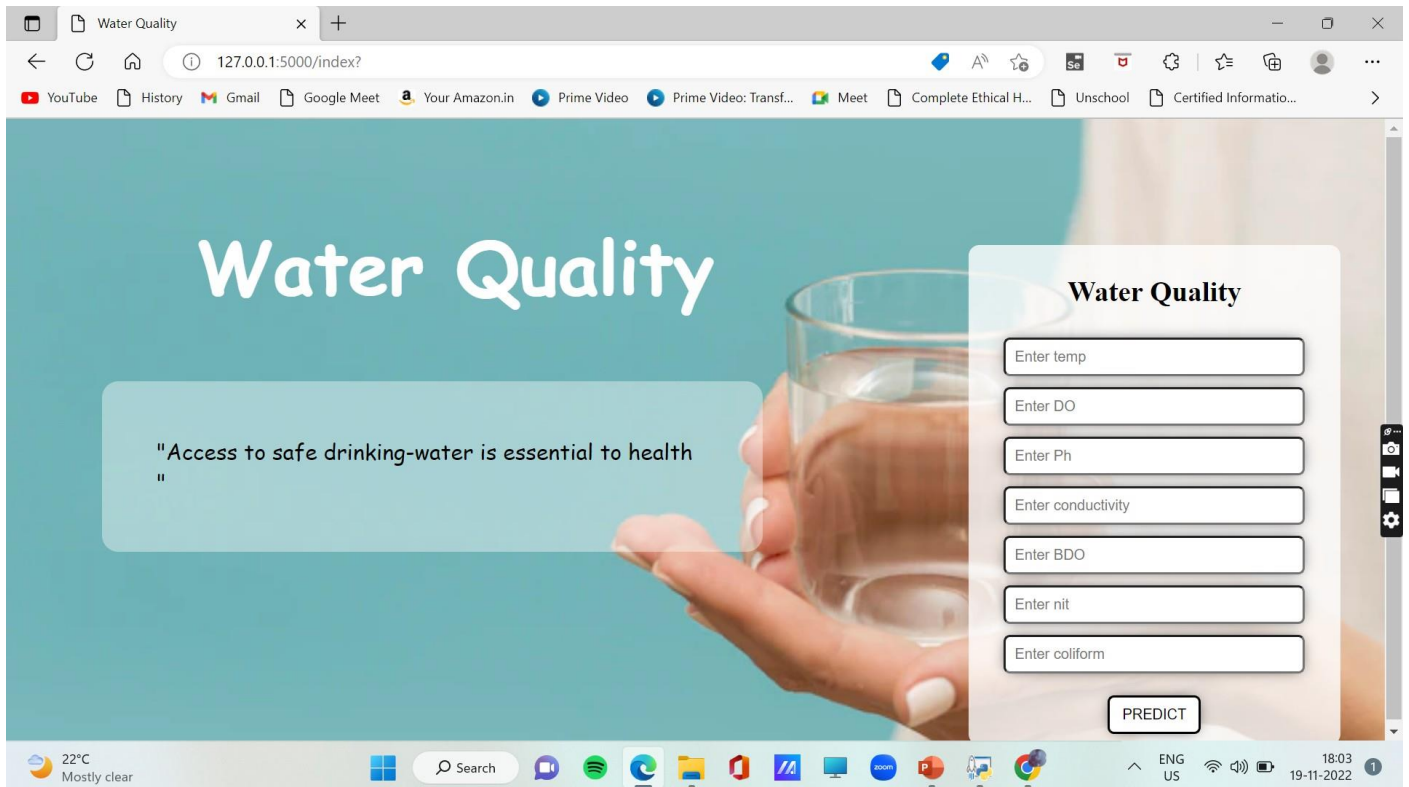 Water Quality
127.0.0.1:5000/index?
YouTube History Gmail Google Meet Your Amazon.in Prime Video Prime Video: Transf... Meet Complete Ethical H... Unschool Certified Informatio...
Water Quality
"Access to safe drinking-water is essential to health
"
Water Quality
Enter temp
Enter DO
Enter Ph
Enter conductivity
Enter BDO
Enter nit
Enter coliform
PREDICT
22°C
Mostly clear
Search
zoom
ENG
US
18:03
19-11-2022
1